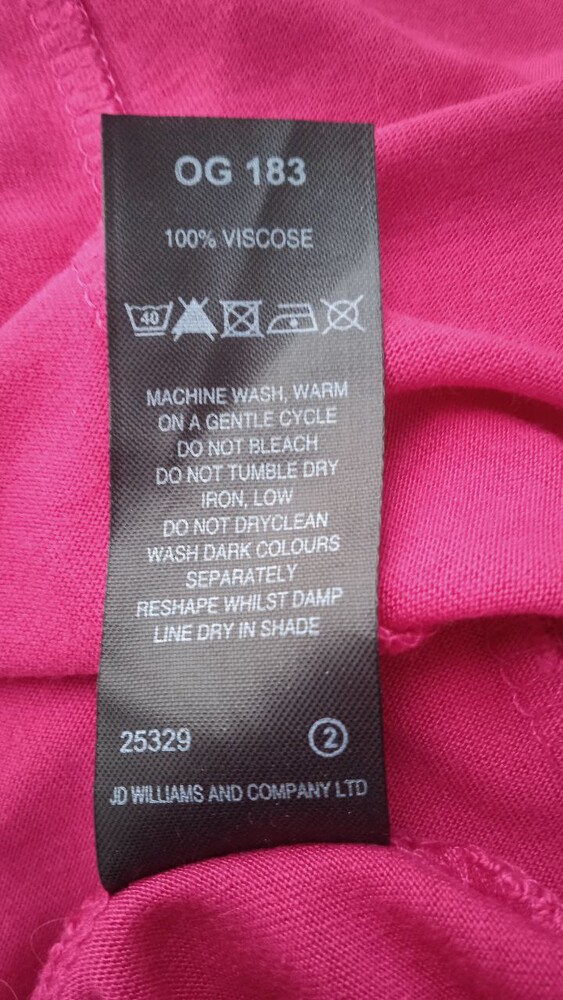 OG 183
100% VISCOSE
40
MACHINE WASH, WARM
ON A GENTLE CYCLE
DO NOT BLEACH
DO NOT TUMBLE DRY
IRON, LOW
DO NOT DRYCLEAN
WASH DARK COLOURS
SEPARATELY
RESHAPE WHILST DAMP
LINE DRY IN SHADE
25329 2
JD WILLIAMS AND COMPANY LTD